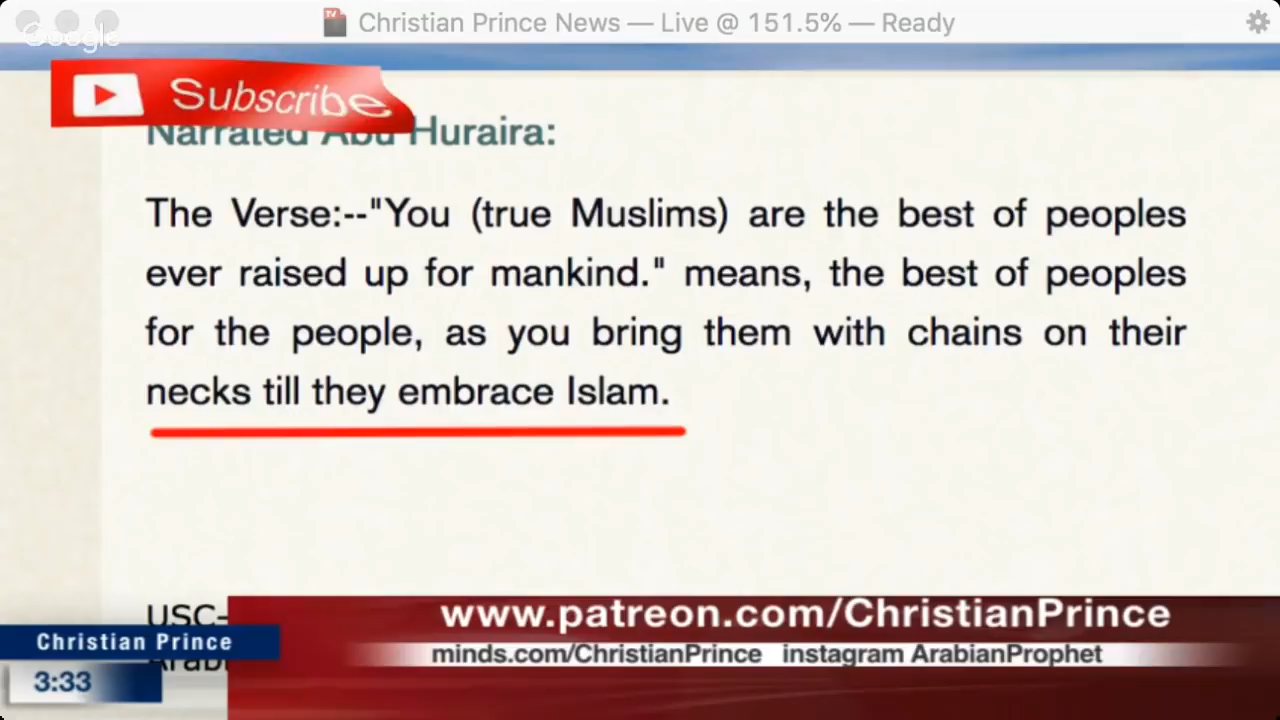 Christian Prince News — Live @ 151.5% — Ready
Google
Subscribe
Narrated Abu Huraira:
The Verse:--"You (true Muslims) are the best of peoples
ever raised up for mankind." means, the best of peoples
for the people, as you bring them with chains on their
necks till they embrace Islam.
USC-
www.patreon.com/ChristianPrince
Christian Prince
minds.com/ChristianPrince instagram ArabianProphet
3:33